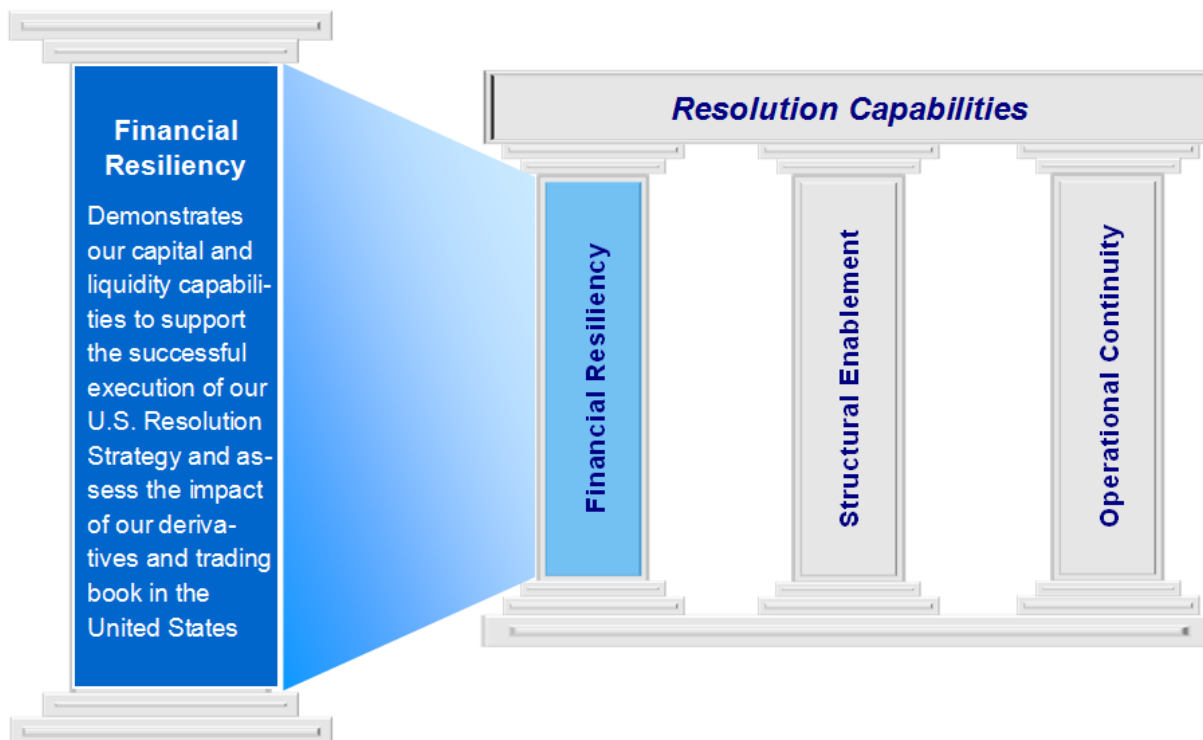 Financial
Resiliency
Demonstrates
our capital and
liquidity capabili-
ties to support
the successful
execution of our
U.S. Resolution
Strategy and as-
sess the impact
of our deriva-
tives and trading
book in the
United States
Resolution Capabilities
Financial Resiliency
Structural Enablement
Operational Continuity